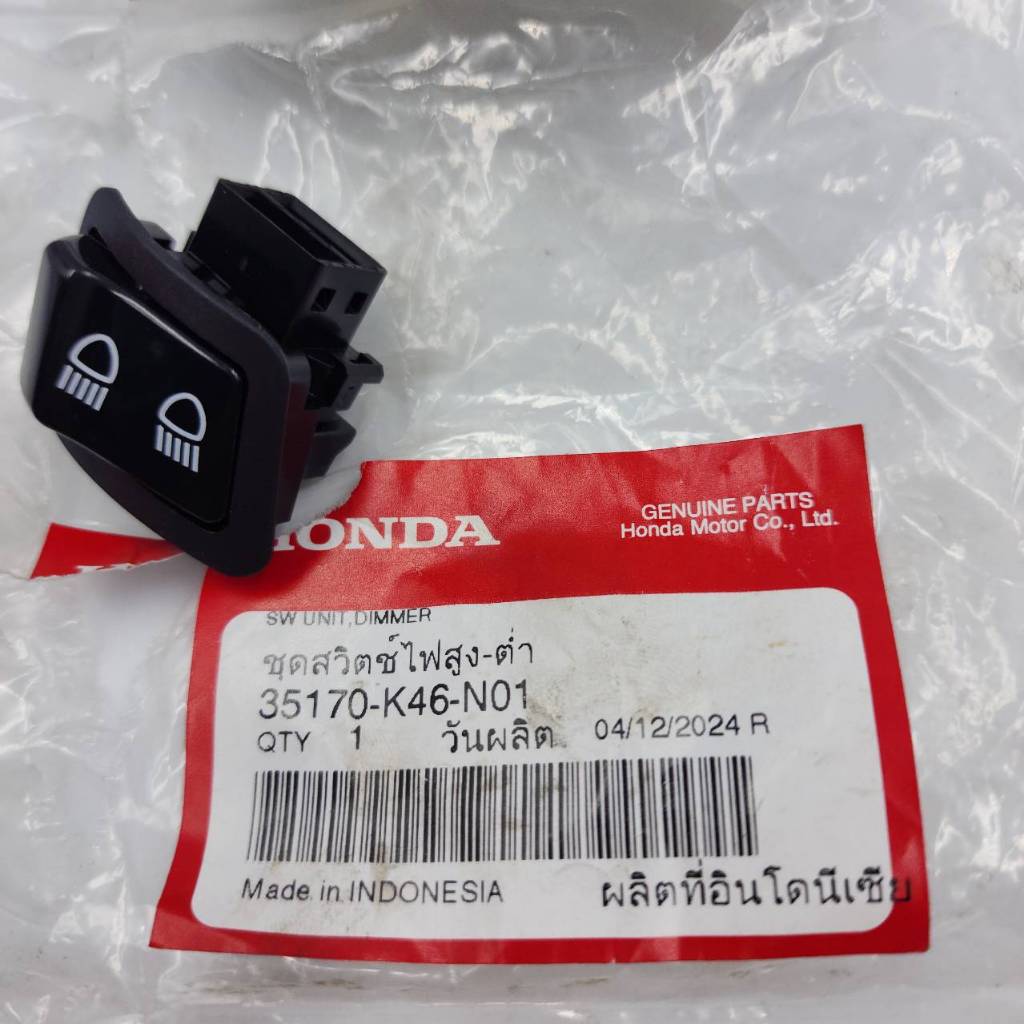 HONDA
GENUINE PARTS
Honda Motor Co., Ltd.
SW UNIT,DIMMER
ชุดสวิตช์ไฟสูง-ต่ำ
35170-K46-N01
QTY 1 วันผลิต 04/12/2024 R
Made in INDONESIA ผลิตที่อินโดนีเซีย